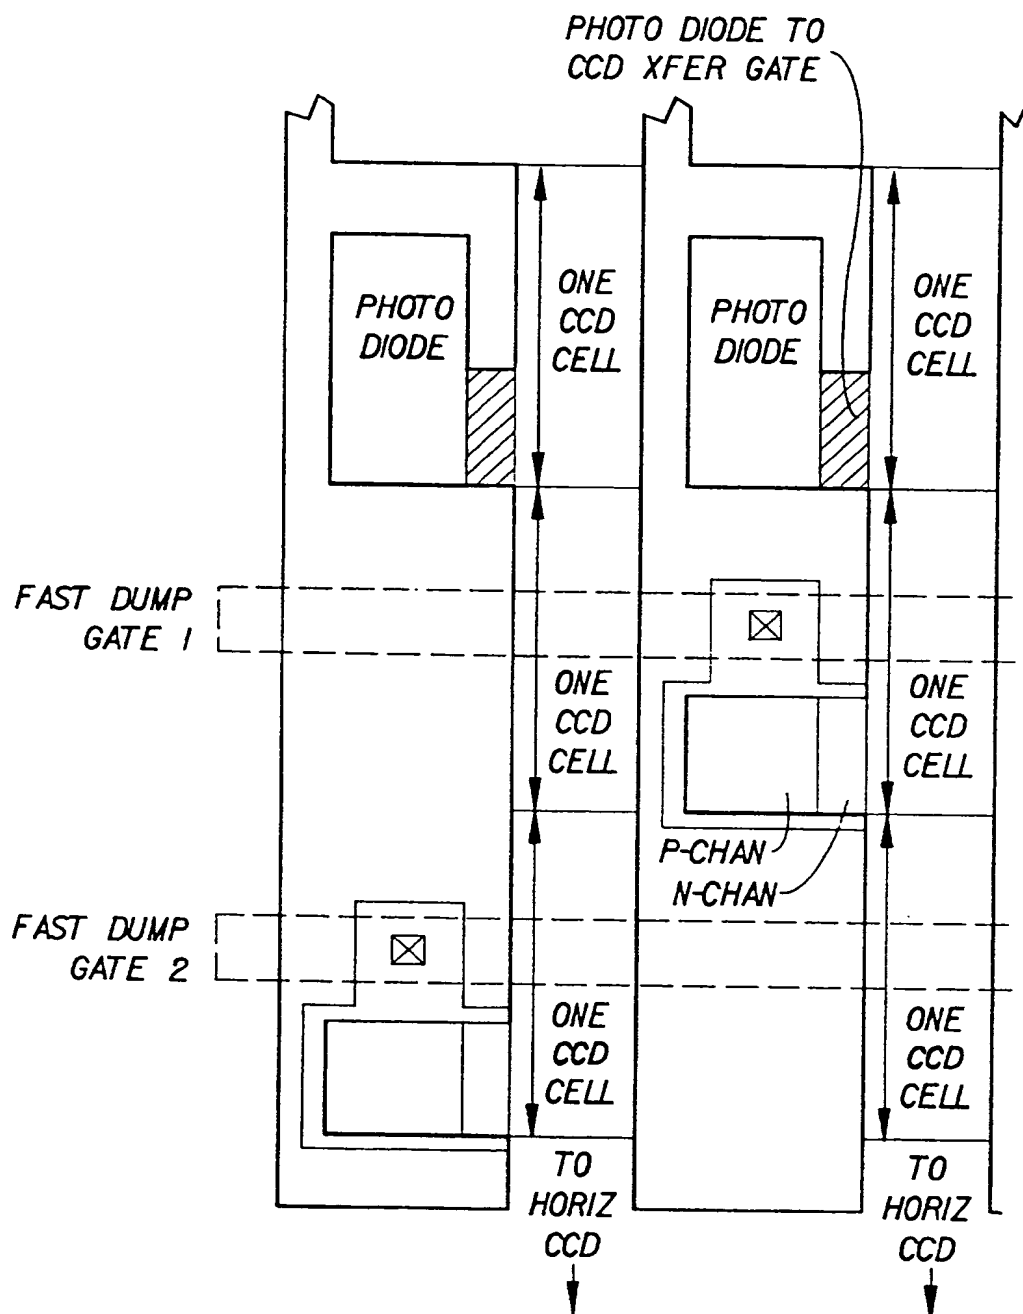 PHOTO DIODE TO
CCD XFER GATE
PHOTO
DIODE
ONE
CCD
CELL
PHOTO
DIODE
ONE
CCD
CELL
FAST DUMP
GATE 1
ONE
CCD
CELL
ONE
CCD
CELL
P-CHAN
N-CHAN
FAST DUMP
GATE 2
ONE
CCD
CELL
ONE
CCD
CELL
TO
HORIZ
CCD
TO
HORIZ
CCD